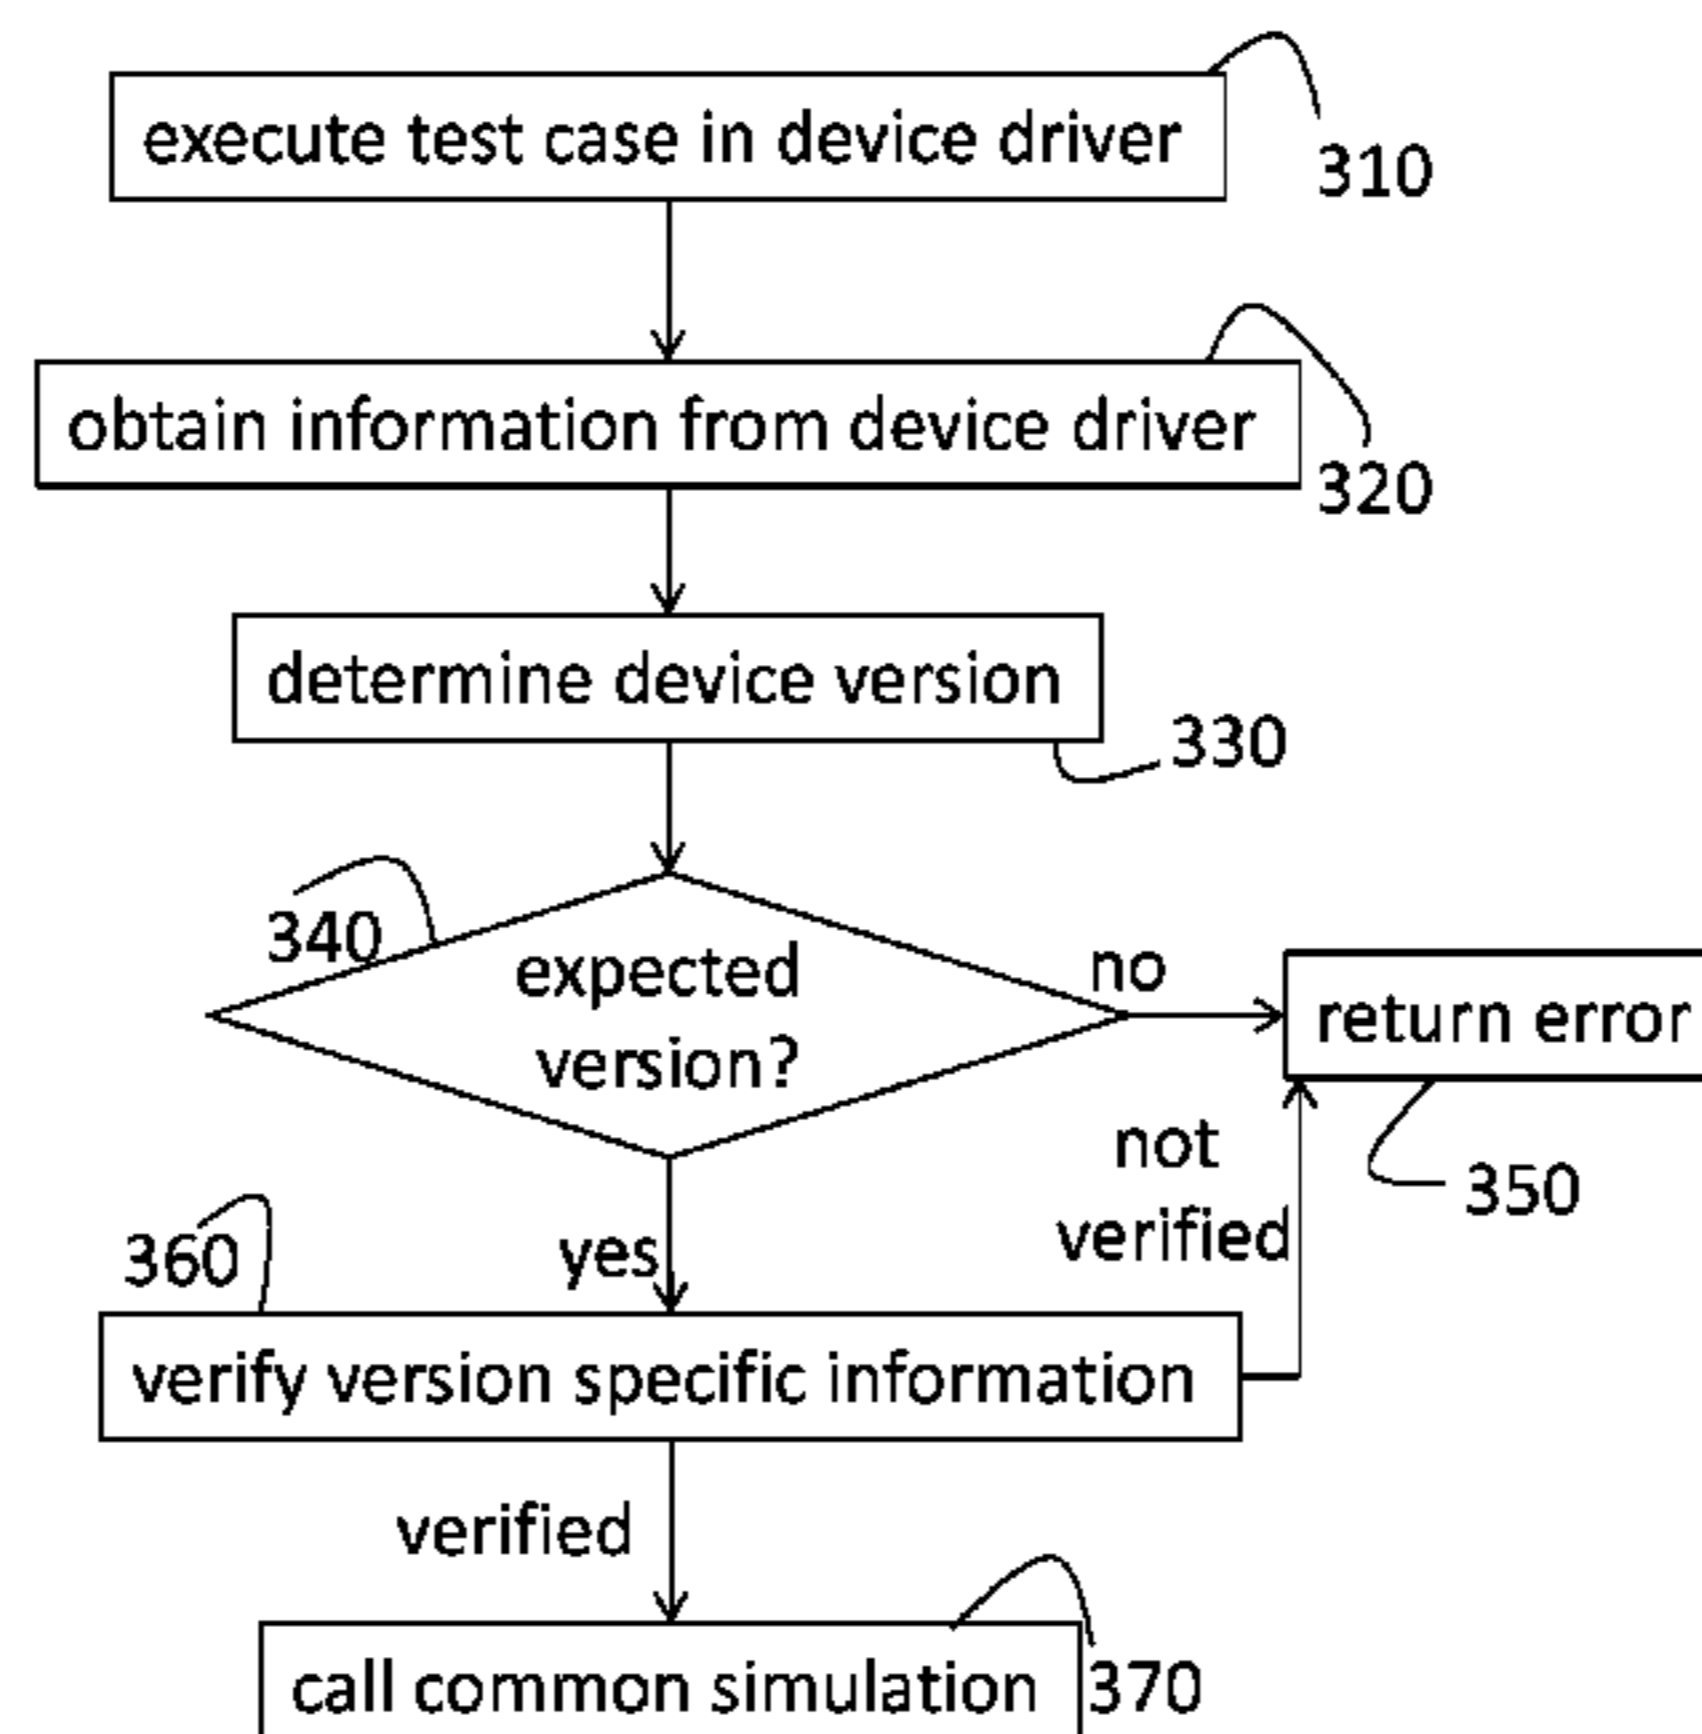 execute test case in device driver
310
obtain information from device driver
320
determine device version
330
340
expected
version?
no
return error
350
not
verified
yes
360
verify version specific information
verified
call common simulation
370